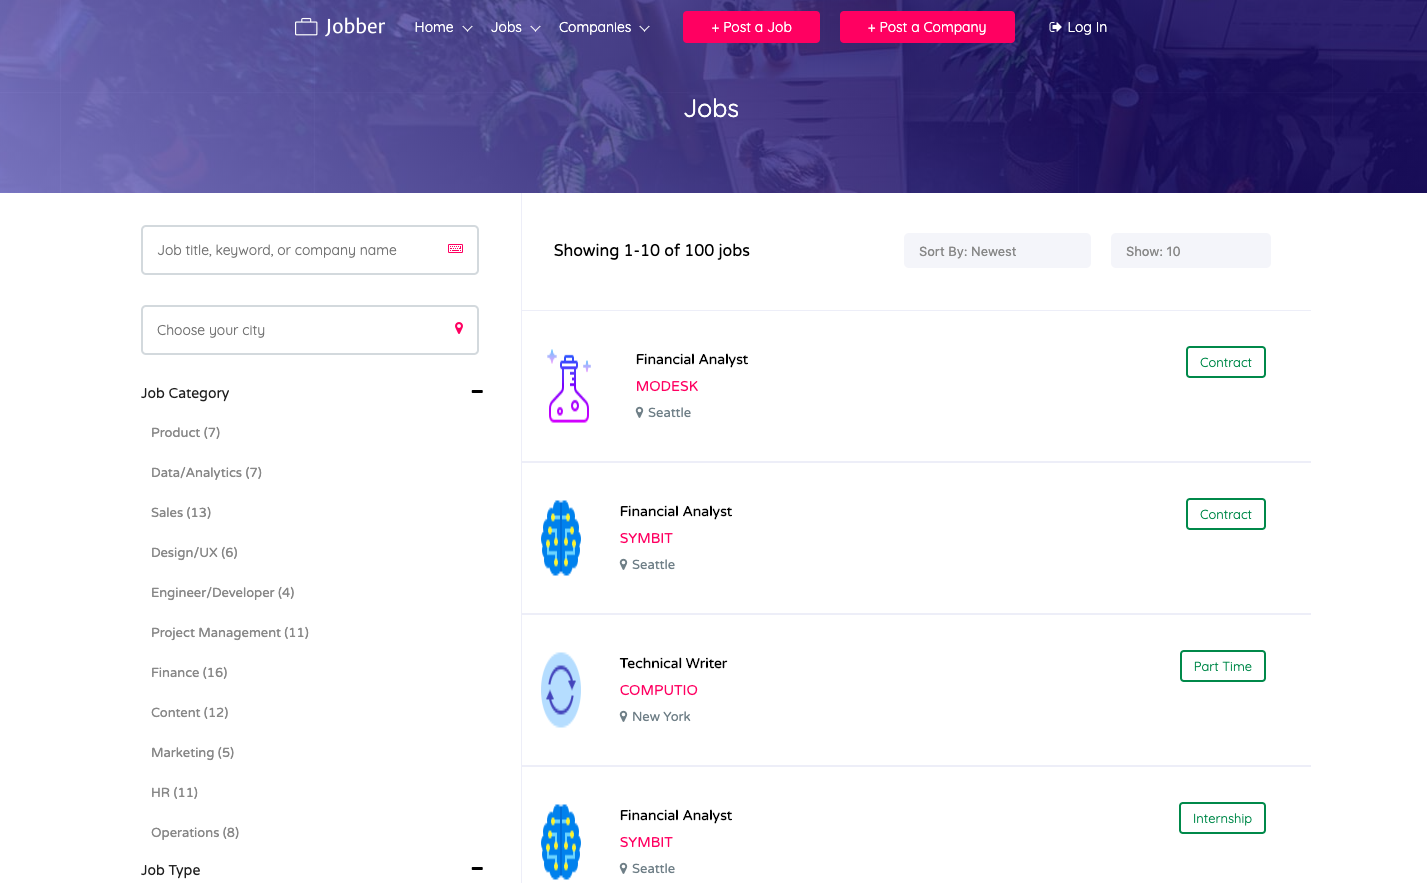 Jobber
Home
Jobs
Companies
+ Post a Job
+ Post a Company
Log In
Jobs
Job title, keyword, or company name
Choose your city
Job Category
Product (7)
Data/Analytics (7)
Sales (13)
Design/UX (6)
Engineer/Developer (4)
Project Management (11)
Finance (16)
Content (12)
Marketing (5)
HR (11)
Operations (8)
Job Type
Showing 1-10 of 100 jobs
Sort By: Newest
Show: 10
Financial Analyst
MODESK
Seattle
Contract
Financial Analyst
SYMBIT
Seattle
Contract
Technical Writer
COMPUTIO
New York
Part Time
Financial Analyst
SYMBIT
Seattle
Internship